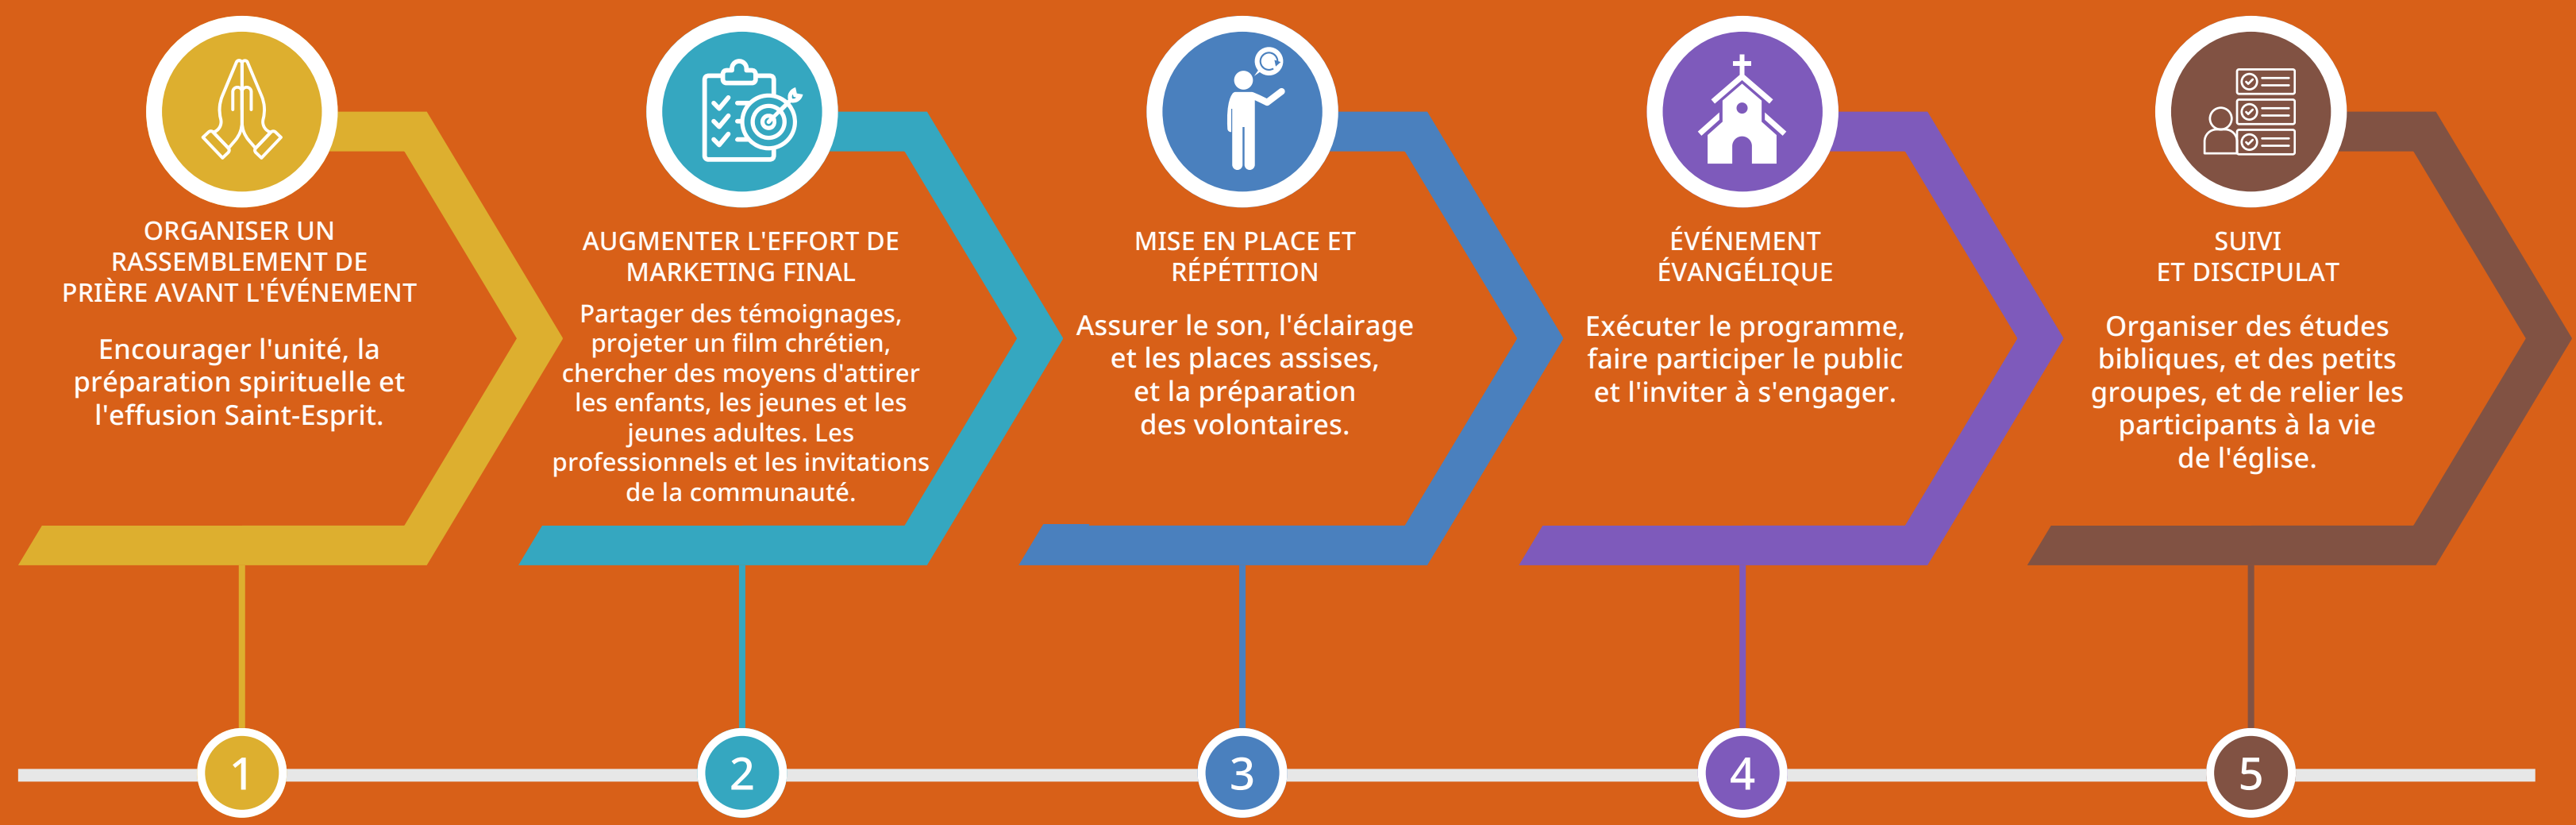 ORGANISER UN
RASSEMBLEMENT DE
PRIÈRE AVANT L'ÉVÉNEMENT
Encourager l'unité, la
préparation spirituelle et
l'effusion Saint-Esprit.
AUGMENTER L'EFFORT DE
MARKETING FINAL
Partager des témoignages,
projeter un film chrétien,
chercher des moyens d'attirer
les enfants, les jeunes et les
jeunes adultes. Les
professionnels et les invitations
de la communauté.
MISE EN PLACE ET
RÉPÉTITION
Assurer le son, l'éclairage
et les places assises,
et la préparation
des volontaires.
ÉVÉNEMENT
ÉVANGÉLIQUE
Exécuter le programme,
faire participer le public
et l'inviter à s'engager.
SUIVI
ET DISCIPULAT
Organiser des études
bibliques, et des petits
groupes, et de relier les
participants à la vie
de l'église.
1
2
3
4
5